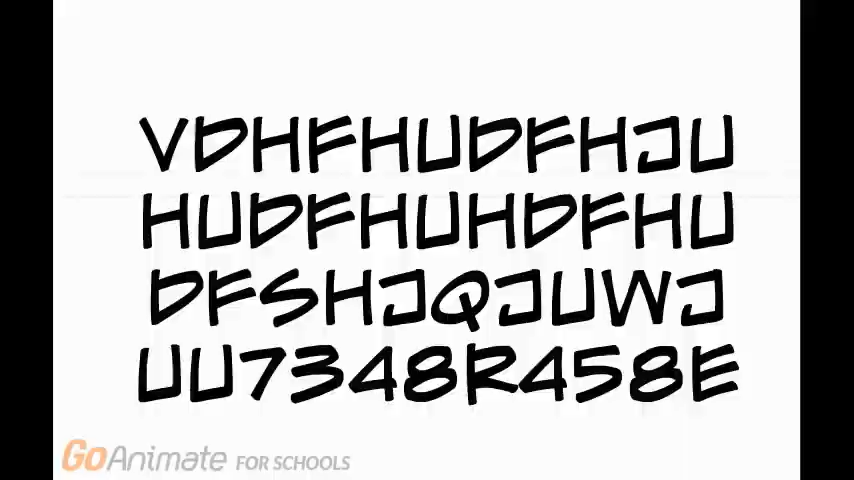 VDHFHUDFHJU
HUDFHUHDFHU
DFSHJQJUWJ
UU7348R458E
GoAnimate FOR SCHOOLS